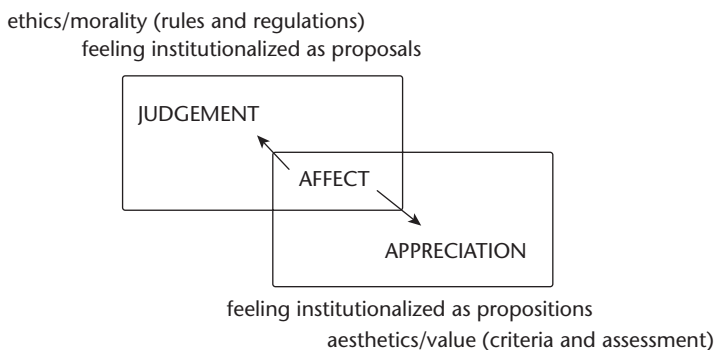 ethics/morality (rules and regulations)
feeling institutionalized as proposals
JUDGEMENT
AFFECT
APPRECIATION
feeling institutionalized as propositions
aesthetics/value (criteria and assessment)